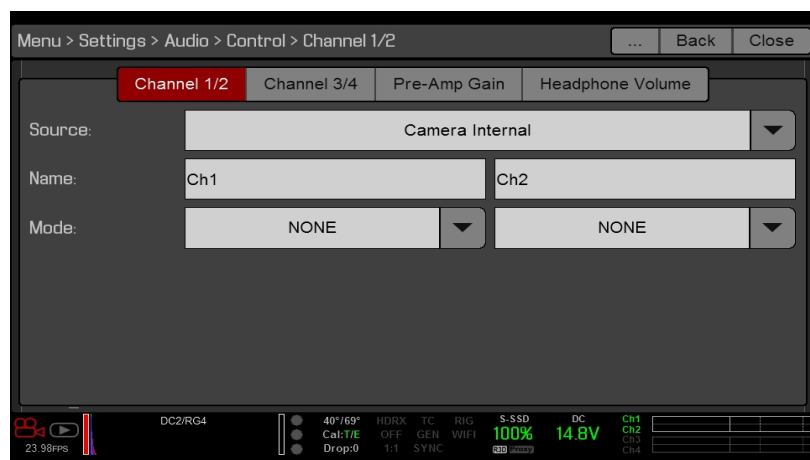 Menu > Settings > Audio > Control > Channel 1/2 ... Back Close
Channel 1/2 Channel 3/4 Pre-Amp Gain Headphone Volume
Source: Camera Internal
Name: Ch1 Ch2
Mode: NONE NONE
DC2/RG4 40°/69° HDRX TC RIG S-SSD DC Ch1
Cal:T/E OFF GEN WIFI 100% 14.8V Ch2
23.98FPS Drop:0 1:1 SYNC R3D Proxy Ch3
Ch4